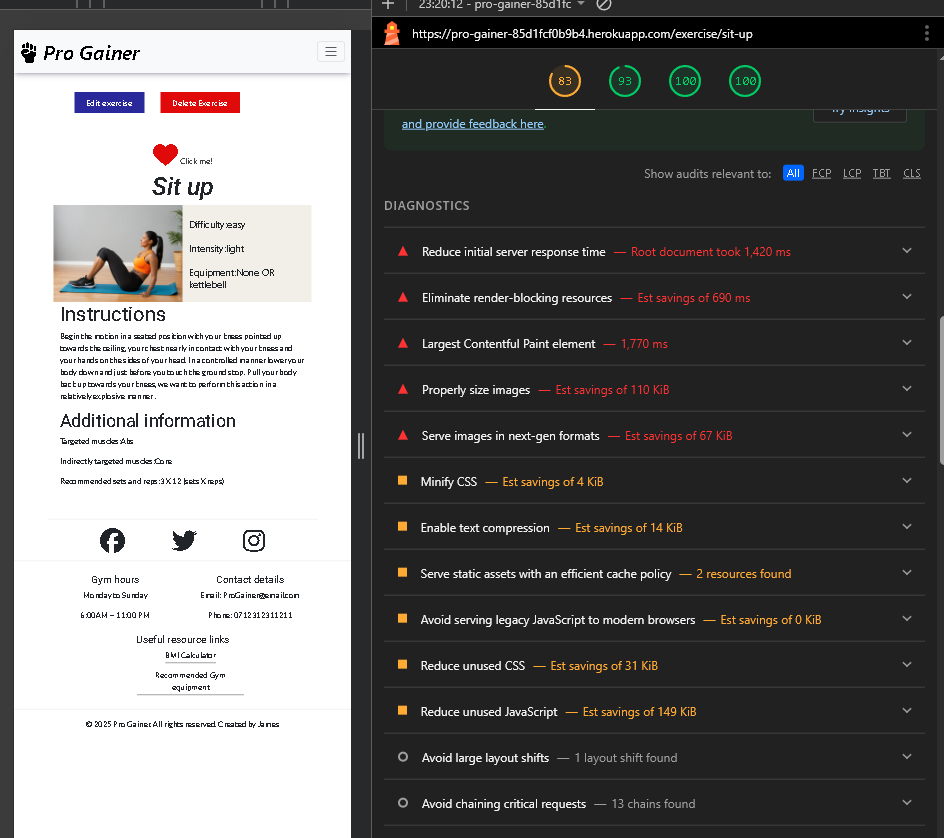 23:20:12 - pro-gainer-85d1fc
https://pro-gainer-85d1fcf0b9b4.herokuapp.com/exercise/sit-up
Pro Gainer
Edit exercise
Delete Exercise
Click me!
Sit up
Difficulty:easy
Intensity:light
Equipment:None OR
kettlebell
Instructions
Begin the motion in a seated position with your knees pointed up
towards the ceiling, your chest nearly in contact with your knees and
your hands on the sides of your head. In a controlled manner lower your
body down and just before you touch the ground stop. Pull your body
back up towards your knees, we want to perform this action in a
relatively explosive manner.
Additional information
Targeted muscles:Abs
Indirectly targeted muscles:Core
Recommended sets and reps:3 X 12 (sets X reps)
Gym hours
Monday to Sunday
6:00AM – 11:00 PM
Contact details
Email: ProGainer@email.com
Phone: 0712312311211
Useful resource links
BMI Calculator
Recommended Gym
equipment
© 2025 Pro Gainer. All rights reserved. Created by James
83 93 100 100
and provide feedback here.
Try insights
Show audits relevant to: All FCP LCP TBT CLS
DIAGNOSTICS
Reduce initial server response time — Root document took 1,420 ms
Eliminate render-blocking resources — Est savings of 690 ms
Largest Contentful Paint element — 1,770 ms
Properly size images — Est savings of 110 KiB
Serve images in next-gen formats — Est savings of 67 KiB
Minify CSS — Est savings of 4 KiB
Enable text compression — Est savings of 14 KiB
Serve static assets with an efficient cache policy — 2 resources found
Avoid serving legacy JavaScript to modern browsers — Est savings of 0 KiB
Reduce unused CSS — Est savings of 31 KiB
Reduce unused JavaScript — Est savings of 149 KiB
Avoid large layout shifts — 1 layout shift found
Avoid chaining critical requests — 13 chains found